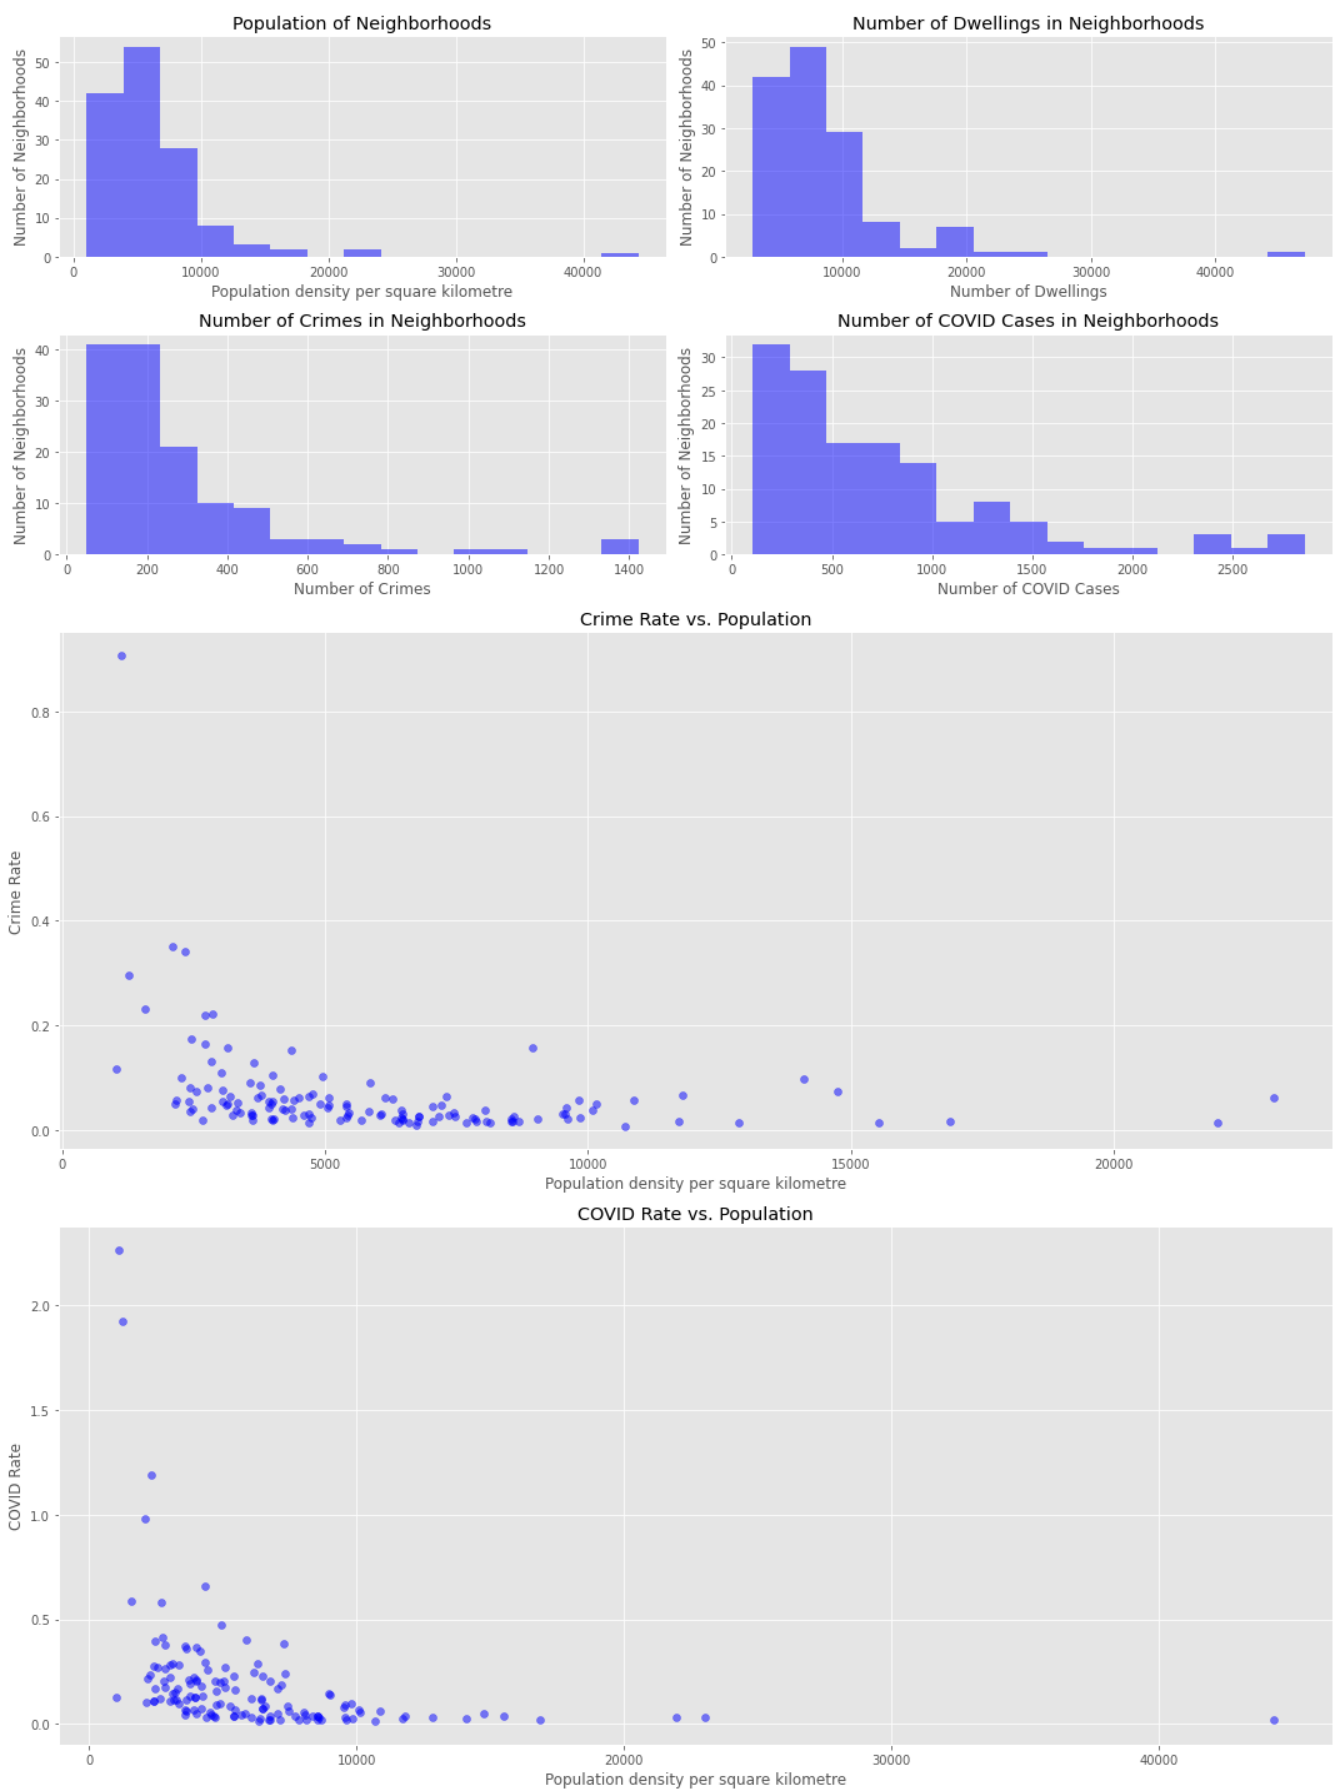 Population of Neighborhoods
Number of Neighborhoods
50
40
30
20
10
0
0 10000 20000 30000 40000
Population density per square kilometre
Number of Dwellings in Neighborhoods
Number of Neighborhoods
50
40
30
20
10
0
10000 20000 30000 40000
Number of Dwellings
Number of Crimes in Neighborhoods
Number of Neighborhoods
40
30
20
10
0
0 200 400 600 800 1000 1200 1400
Number of Crimes
Number of COVID Cases in Neighborhoods
Number of Neighborhoods
30
25
20
15
10
5
0
0 500 1000 1500 2000 2500
Number of COVID Cases
Crime Rate vs. Population
Crime Rate
0.8
0.6
0.4
0.2
0.0
0 5000 10000 15000 20000
Population density per square kilometre
COVID Rate vs. Population
COVID Rate
2.0
1.5
1.0
0.5
0.0
0 10000 20000 30000 40000
Population density per square kilometre